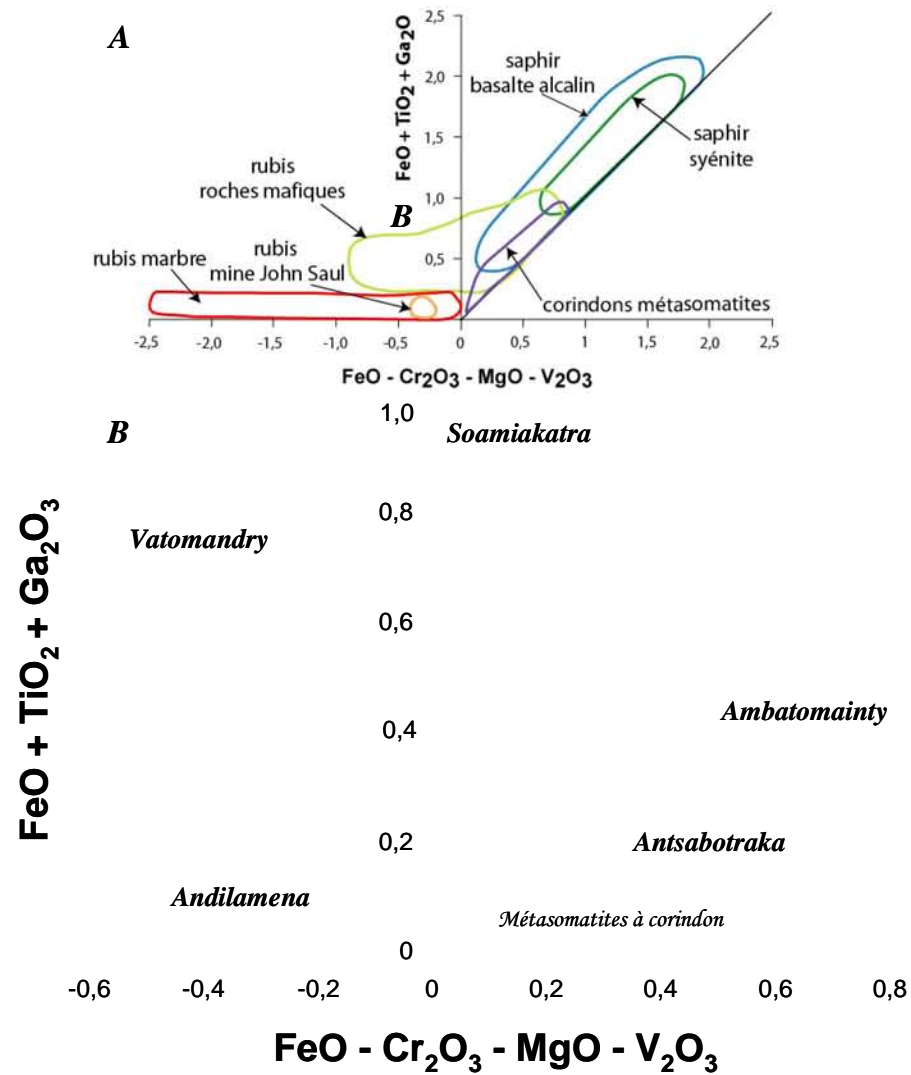 A
FeO + TiO2 + Ga2O
2,5
2,0
1,5
1,0
0,5
saphir
basalte alcalin
saphir
syénite
rubis
roches mafiques
B
rubis marbre
rubis
mine John Saul
corindons métasomatites
-2,5 -2,0 -1,5 -1,0 -0,5 0 0,5 1 1,5 2,0 2,5
FeO - Cr2O3 - MgO - V2O3
B
FeO + TiO2 + Ga2O3
1,0
Soamiakatra
0,8
Vatomandry
0,6
Ambatomainty
0,4
0,2
Antsabotraka
Andilamena
Métasomatites à corindon
0
-0,6 -0,4 -0,2 0 0,2 0,4 0,6 0,8
FeO - Cr2O3 - MgO - V2O3